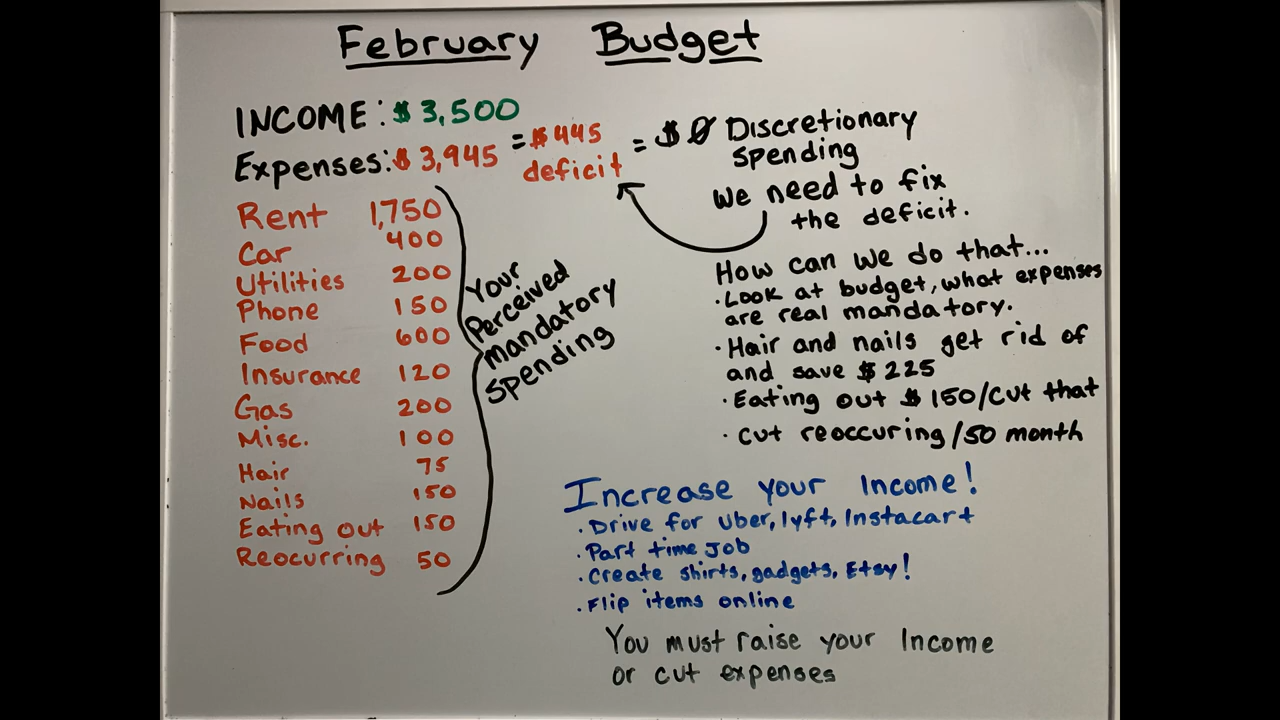 February Budget
INCOME: $ 3,500
Expenses: $ 3,945 = $ 445 deficit = $ 0 Discretionary spending
We need to fix
the deficit.
Rent 1,750
Car 400
Utilities 200
Phone 150
Food 600
Insurance 120
Gas 200
Misc. 100
Hair 75
Nails 150
Eating out 150
Reocurring 50
Your
Perceived
mandatory
spending
How can we do that...
• Look at budget, what expenses
are real mandatory.
• Hair and nails get rid of
and save $ 225
• Eating out $ 150/cut that
• cut reoccuring/50 month
Increase your Income!
• Drive for Uber, lyft, Instacart
• Part time Job
• Create shirts, gadgets, Etsy!
• Flip items online
You must raise your Income
or cut expenses